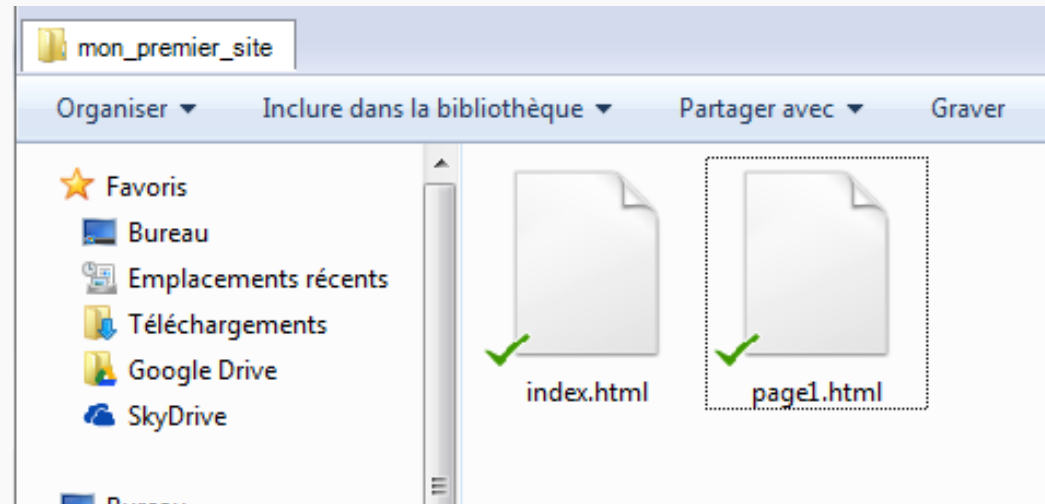 mon_premier_site
Organiser Inclure dans la bibliothèque Partager avec Graver
Favoris
Bureau
Emplacements récents
Téléchargements
Google Drive
SkyDrive
index.html page1.html
Bureau